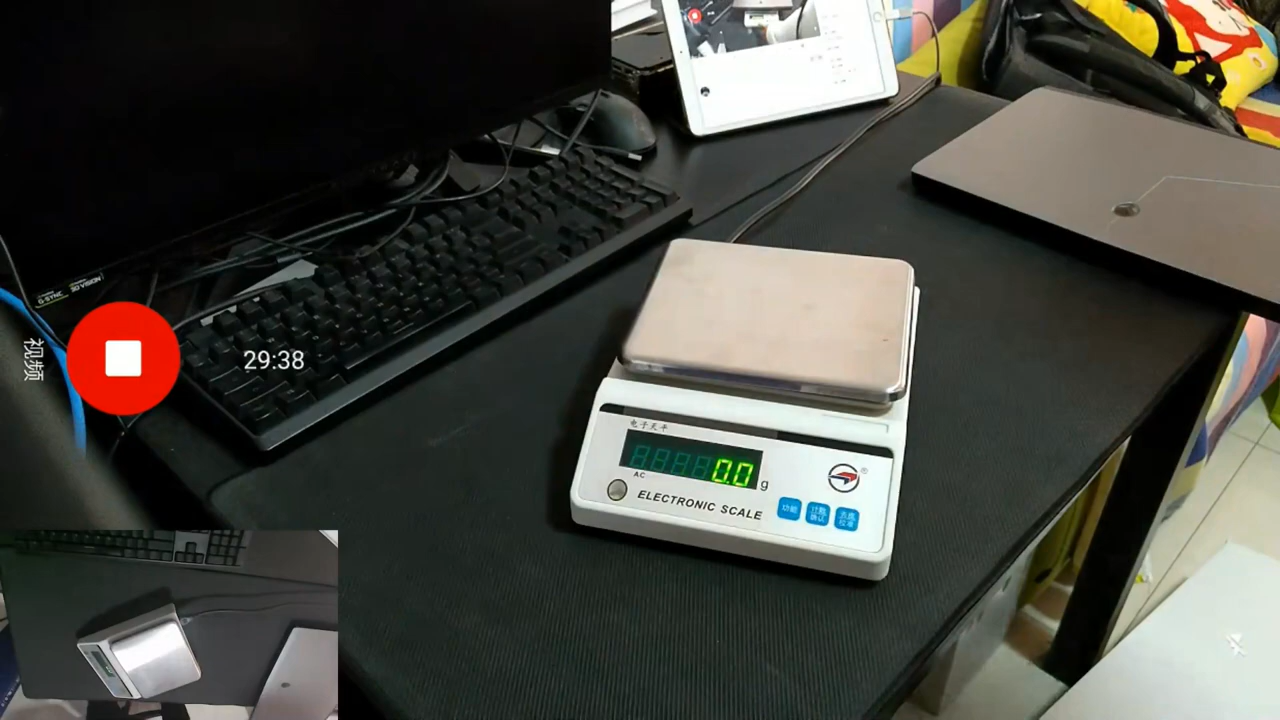 视频
29:38
G-SYNC
电子天平
0.0
g
AC
ELECTRONIC SCALE
功能
计数
确认
去皮
校准